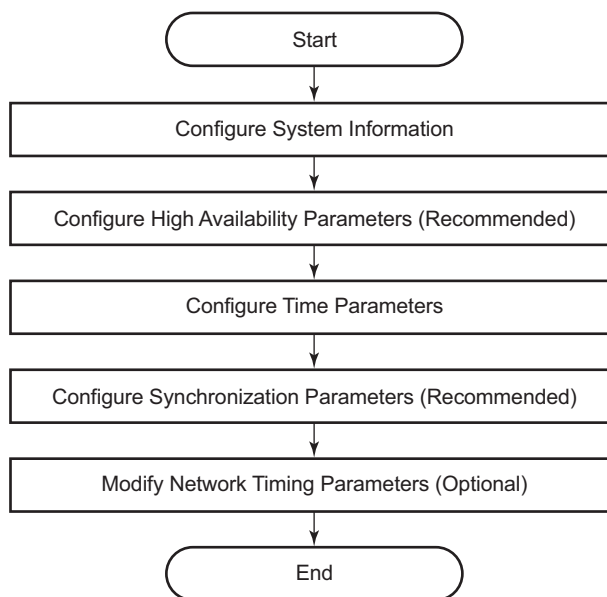 Start
Configure System Information
Configure High Availability Parameters (Recommended)
Configure Time Parameters
Configure Synchronization Parameters (Recommended)
Modify Network Timing Parameters (Optional)
End